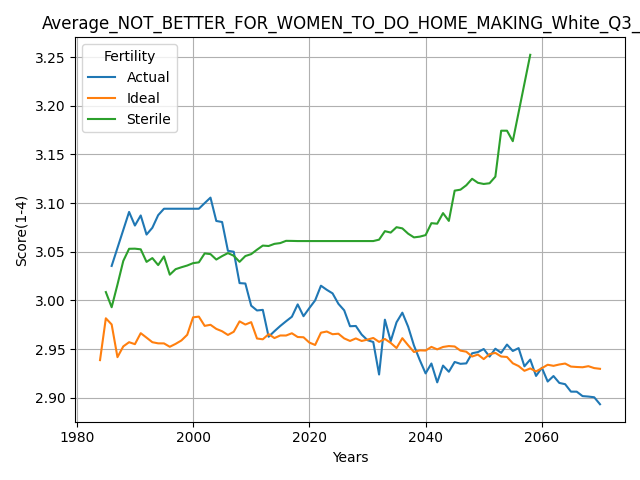 Average_NOT_BETTER_FOR_WOMEN_TO_DO_HOME_MAKING_White_Q3_
Fertility
Actual
Ideal
Sterile
3.25
3.20
3.15
3.10
3.05
3.00
2.95
2.90
Score(1-4)
1980
2000
2020
2040
2060
Years